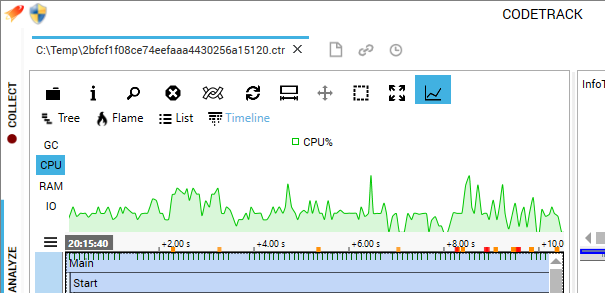 CODETRACK
C:\Temp\2bfcf1f08ce74eefaaa4430256a15120.ctr
COLLECT
ANALYZE
Tree Flame List Timeline
CPU%
GC
CPU
RAM
IO
20:15:40 +2,00 s +4,00 s +6,00 s +8,00 s +10,0
Main
Start
InfoT